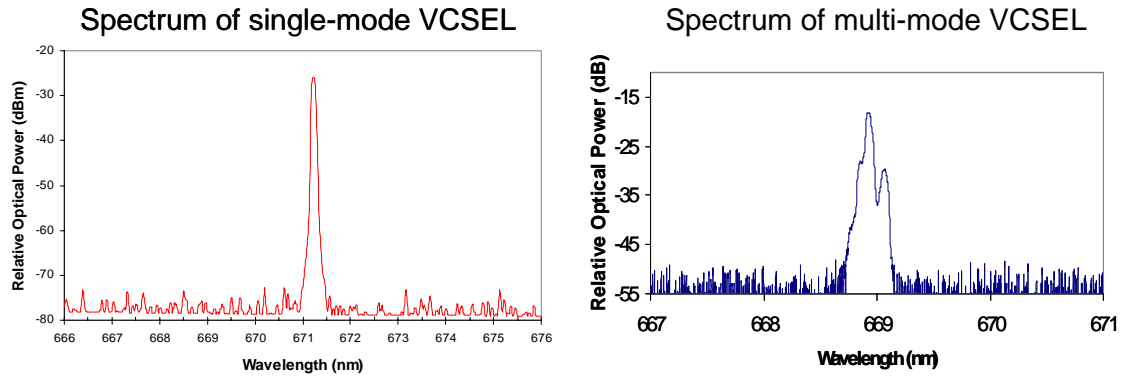 Spectrum of single-mode VCSEL
Relative Optical Power (dBm)
-20
-30
-40
-50
-60
-70
-80
666 667 668 669 670 671 672 673 674 675 676
Wavelength (nm)
Spectrum of multi-mode VCSEL
Relative Optical Power (dB)
-15
-25
-35
-45
-55
667 668 669 670 671
Wavelength (nm)